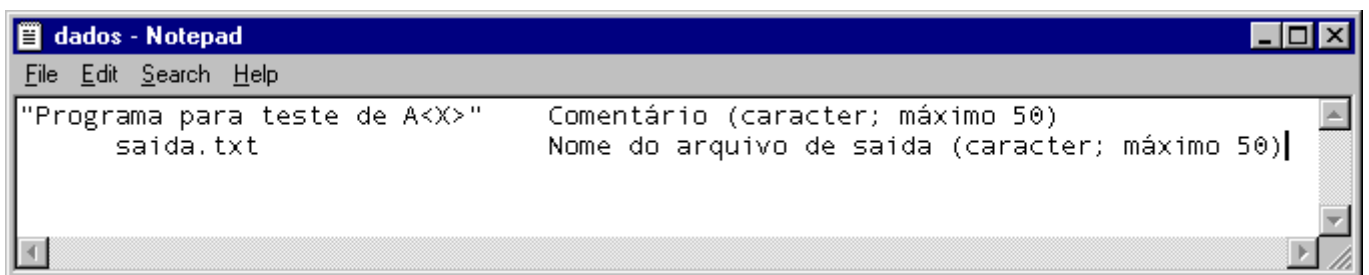 dados - Notepad
File Edit Search Help
"Programa para teste de A<X>" Comentário (caracter; máximo 50)
saida.txt Nome do arquivo de saida (caracter; máximo 50)